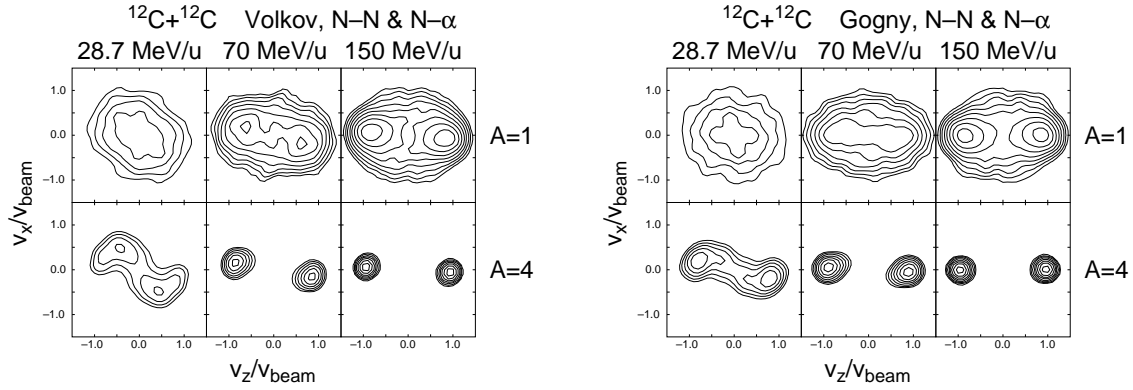 ¹²C+¹²C Volkov, N–N & N–α
28.7 MeV/u 70 MeV/u 150 MeV/u
1.0
0.0
−1.0
A=1
1.0
0.0
−1.0
A=4
vx/vbeam
−1.0 0.0 1.0 −1.0 0.0 1.0 −1.0 0.0 1.0
vz/vbeam
¹²C+¹²C Gogny, N–N & N–α
28.7 MeV/u 70 MeV/u 150 MeV/u
1.0
0.0
−1.0
A=1
1.0
0.0
−1.0
A=4
vx/vbeam
−1.0 0.0 1.0 −1.0 0.0 1.0 −1.0 0.0 1.0
vz/vbeam